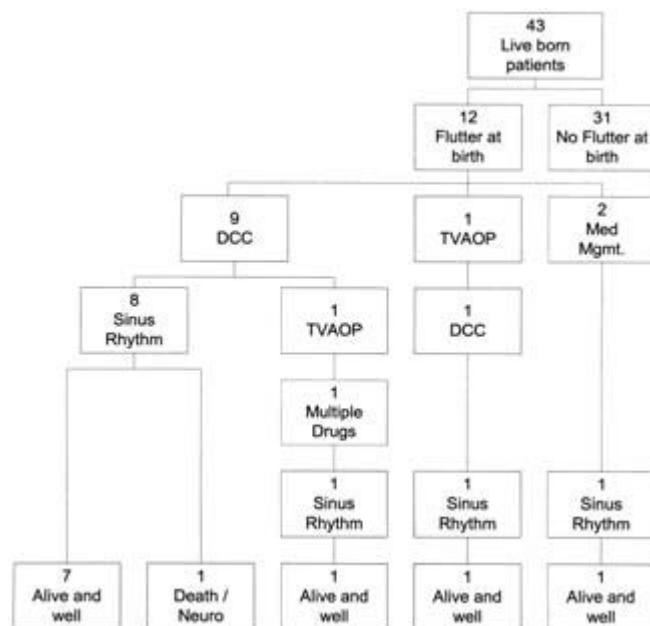 43
Live born
patients
12
Flutter at
birth
31
No Flutter at
birth
9
DCC
1
TVAOP
2
Med
Mgmt.
8
Sinus
Rhythm
1
TVAOP
1
DCC
1
Multiple
Drugs
1
Sinus
Rhythm
1
Sinus
Rhythm
1
Sinus
Rhythm
7
Alive and
well
1
Death /
Neuro
1
Alive and
well
1
Alive and
well
1
Alive and
well